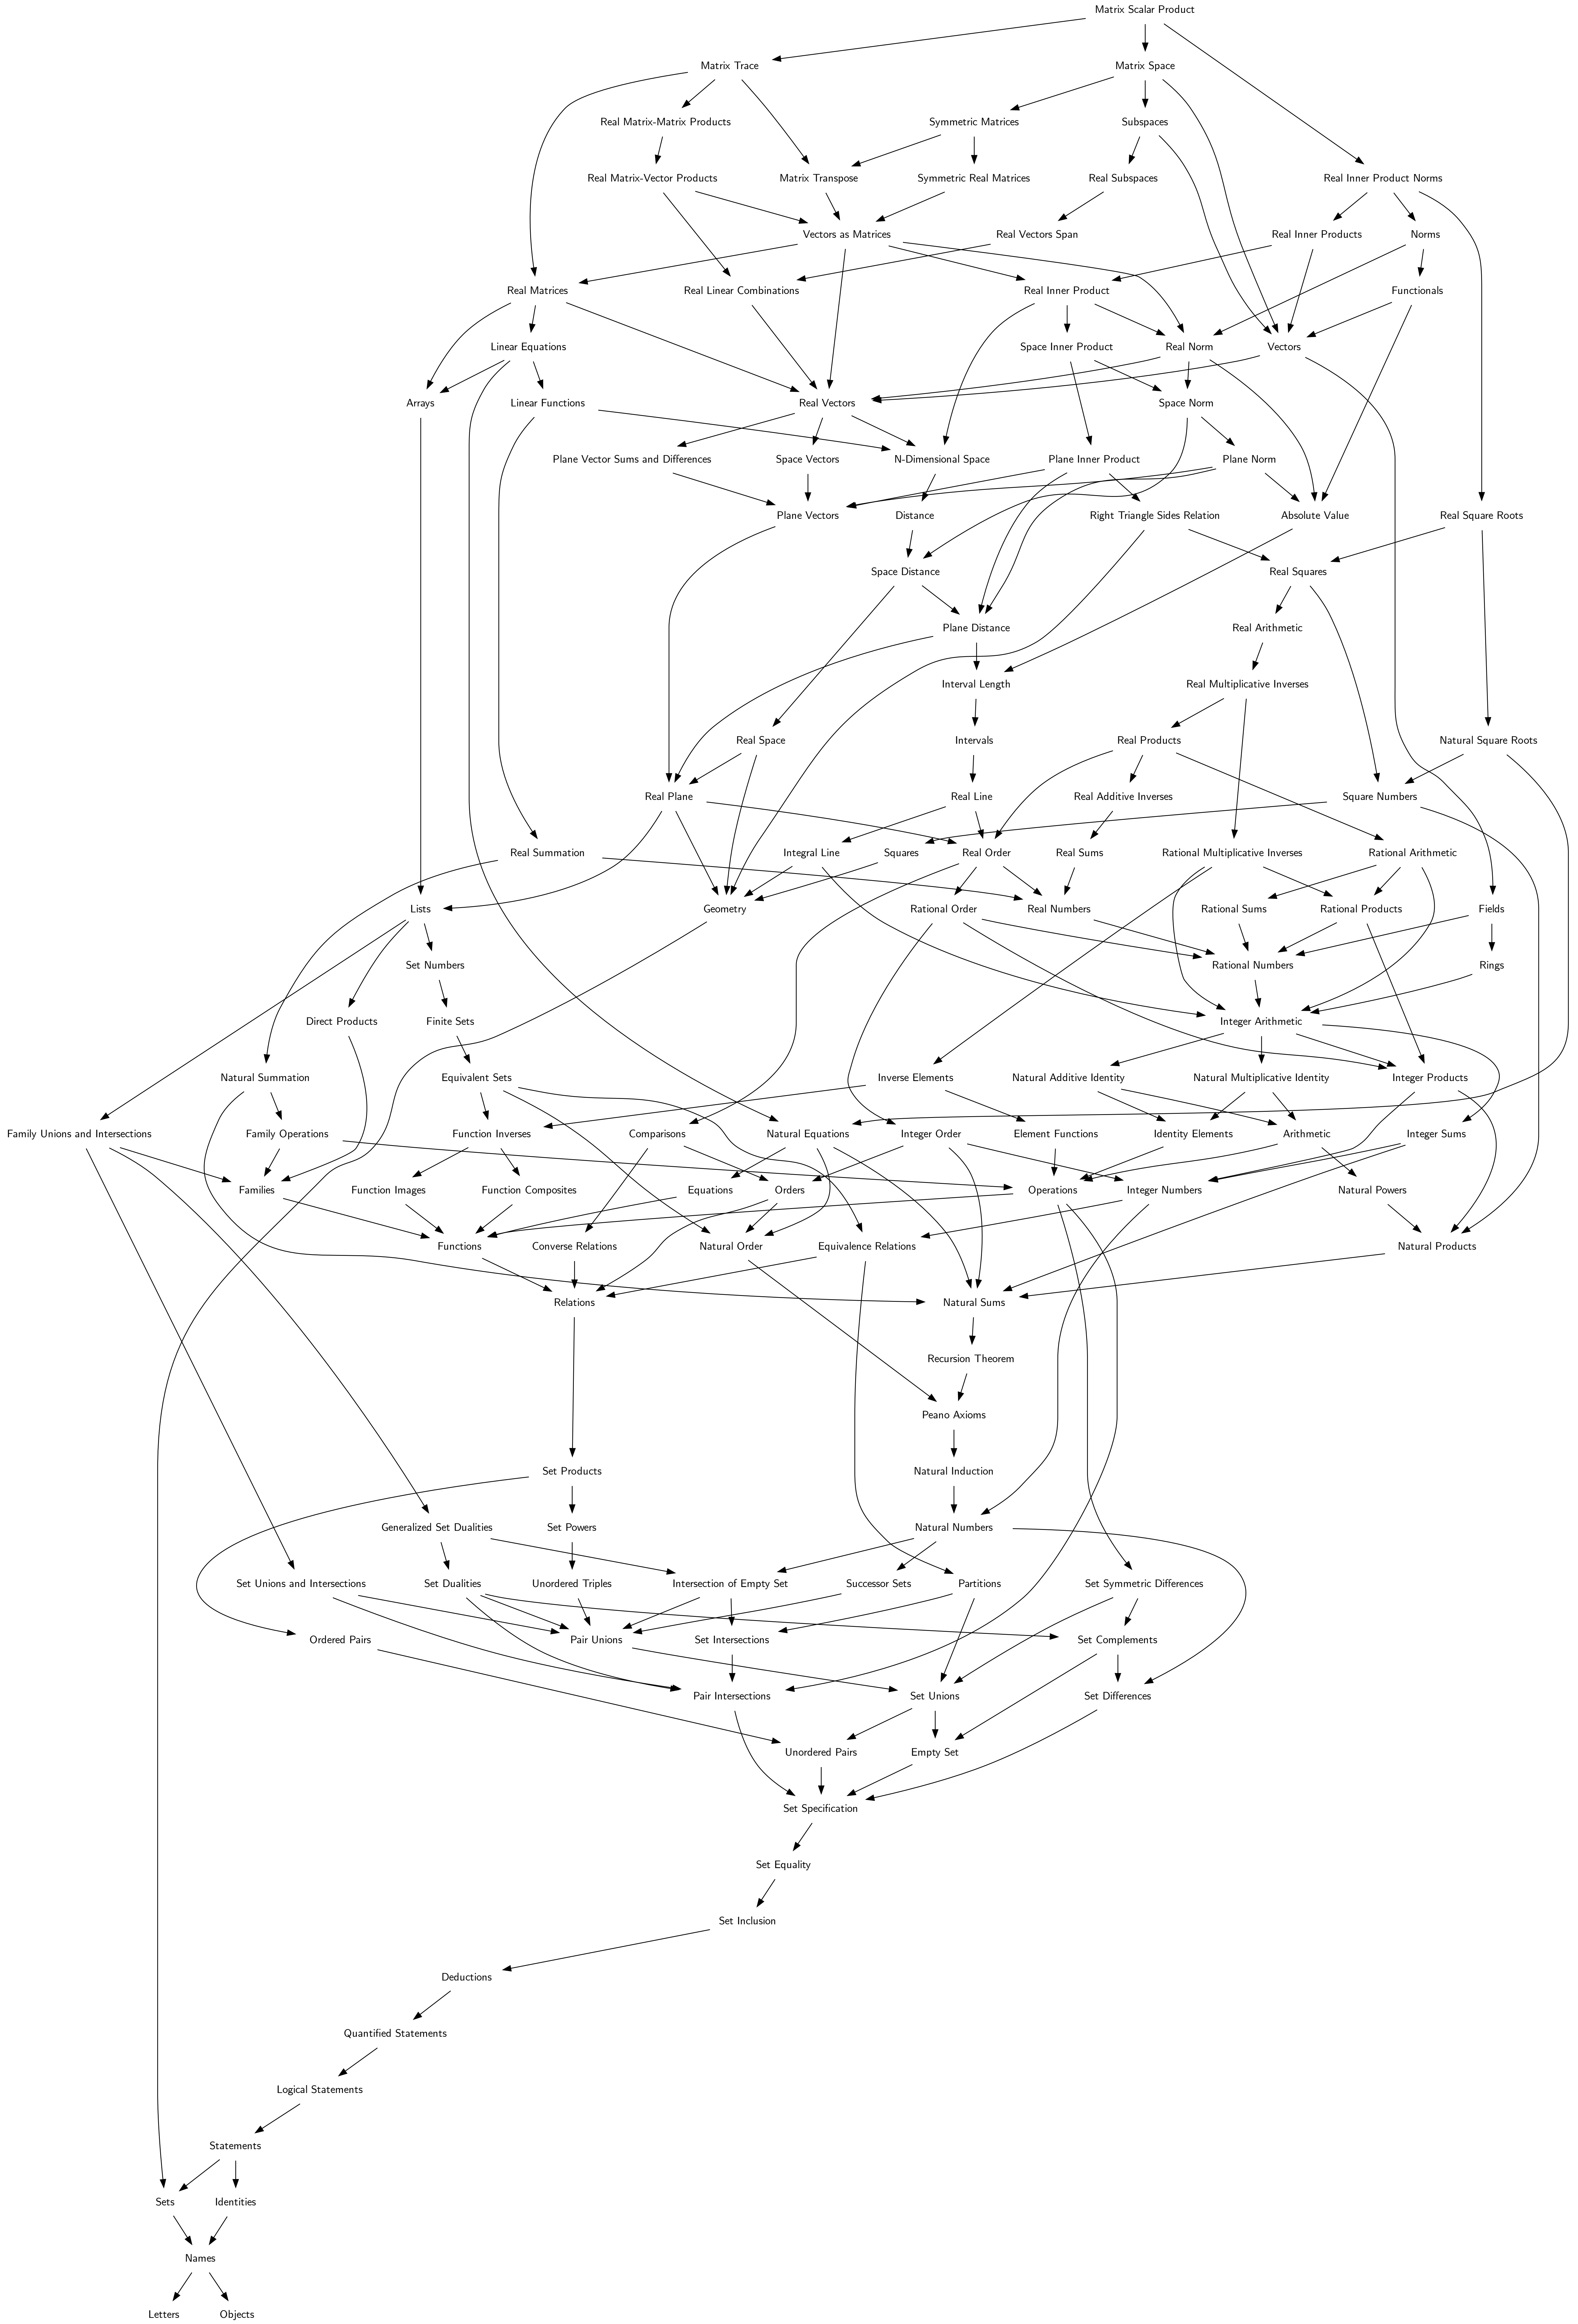 Matrix Scalar Product
Matrix Trace
Matrix Space
Real Matrix-Matrix Products
Symmetric Matrices
Subspaces
Real Matrix-Vector Products
Matrix Transpose
Symmetric Real Matrices
Real Subspaces
Real Inner Product Norms
Vectors as Matrices
Real Vectors Span
Real Inner Products
Norms
Real Matrices
Real Linear Combinations
Real Inner Product
Functionals
Linear Equations
Space Inner Product
Real Norm
Vectors
Arrays
Linear Functions
Real Vectors
Space Norm
Plane Vector Sums and Differences
Space Vectors
N-Dimensional Space
Plane Inner Product
Plane Norm
Plane Vectors
Distance
Right Triangle Sides Relation
Absolute Value
Real Square Roots
Space Distance
Real Squares
Plane Distance
Real Arithmetic
Interval Length
Real Multiplicative Inverses
Real Space
Intervals
Real Products
Natural Square Roots
Real Plane
Real Line
Real Additive Inverses
Square Numbers
Real Summation
Integral Line
Squares
Real Order
Real Sums
Rational Multiplicative Inverses
Rational Arithmetic
Lists
Geometry
Rational Order
Real Numbers
Rational Sums
Rational Products
Fields
Set Numbers
Rational Numbers
Rings
Direct Products
Finite Sets
Integer Arithmetic
Natural Summation
Equivalent Sets
Inverse Elements
Natural Additive Identity
Natural Multiplicative Identity
Integer Products
Family Unions and Intersections
Family Operations
Function Inverses
Comparisons
Natural Equations
Integer Order
Element Functions
Identity Elements
Arithmetic
Integer Sums
Families
Function Images
Function Composites
Equations
Orders
Operations
Integer Numbers
Natural Powers
Functions
Converse Relations
Natural Order
Equivalence Relations
Natural Products
Relations
Natural Sums
Recursion Theorem
Peano Axioms
Set Products
Natural Induction
Generalized Set Dualities
Set Powers
Natural Numbers
Set Unions and Intersections
Set Dualities
Unordered Triples
Intersection of Empty Set
Successor Sets
Partitions
Set Symmetric Differences
Ordered Pairs
Pair Unions
Set Intersections
Set Complements
Pair Intersections
Set Unions
Set Differences
Unordered Pairs
Empty Set
Set Specification
Set Equality
Set Inclusion
Deductions
Quantified Statements
Logical Statements
Statements
Sets
Identities
Names
Letters
Objects